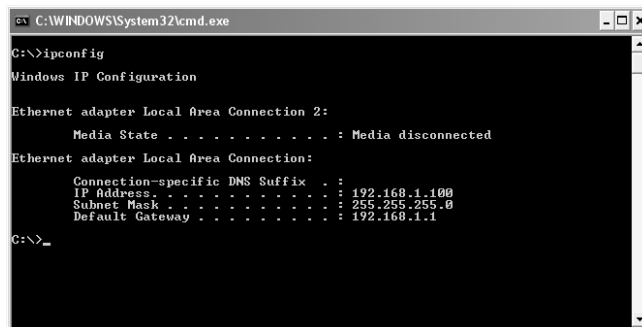 C:\WINDOWS\System32\cmd.exe
C:\>ipconfig
Windows IP Configuration
Ethernet adapter Local Area Connection 2:
Media State . . . . . . . . . . . : Media disconnected
Ethernet adapter Local Area Connection:
Connection-specific DNS Suffix  . :
IP Address. . . . . . . . . . . . : 192.168.1.100
Subnet Mask . . . . . . . . . . . : 255.255.255.0
Default Gateway . . . . . . . . . : 192.168.1.1
C:\>_